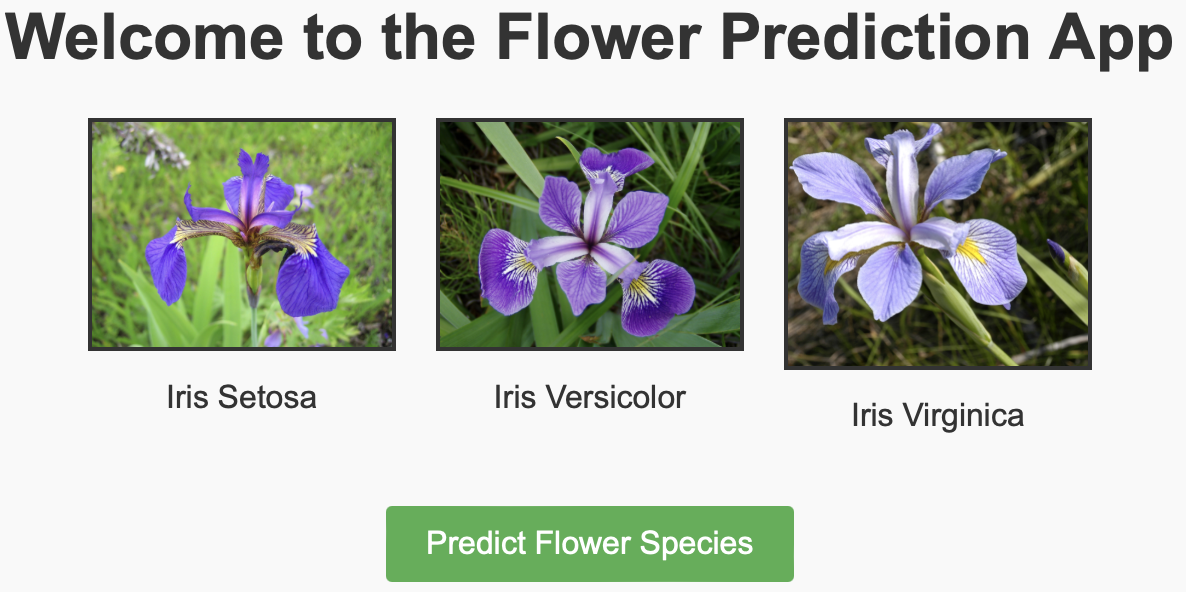 Welcome to the Flower Prediction App
Iris Setosa
Iris Versicolor
Iris Virginica
Predict Flower Species